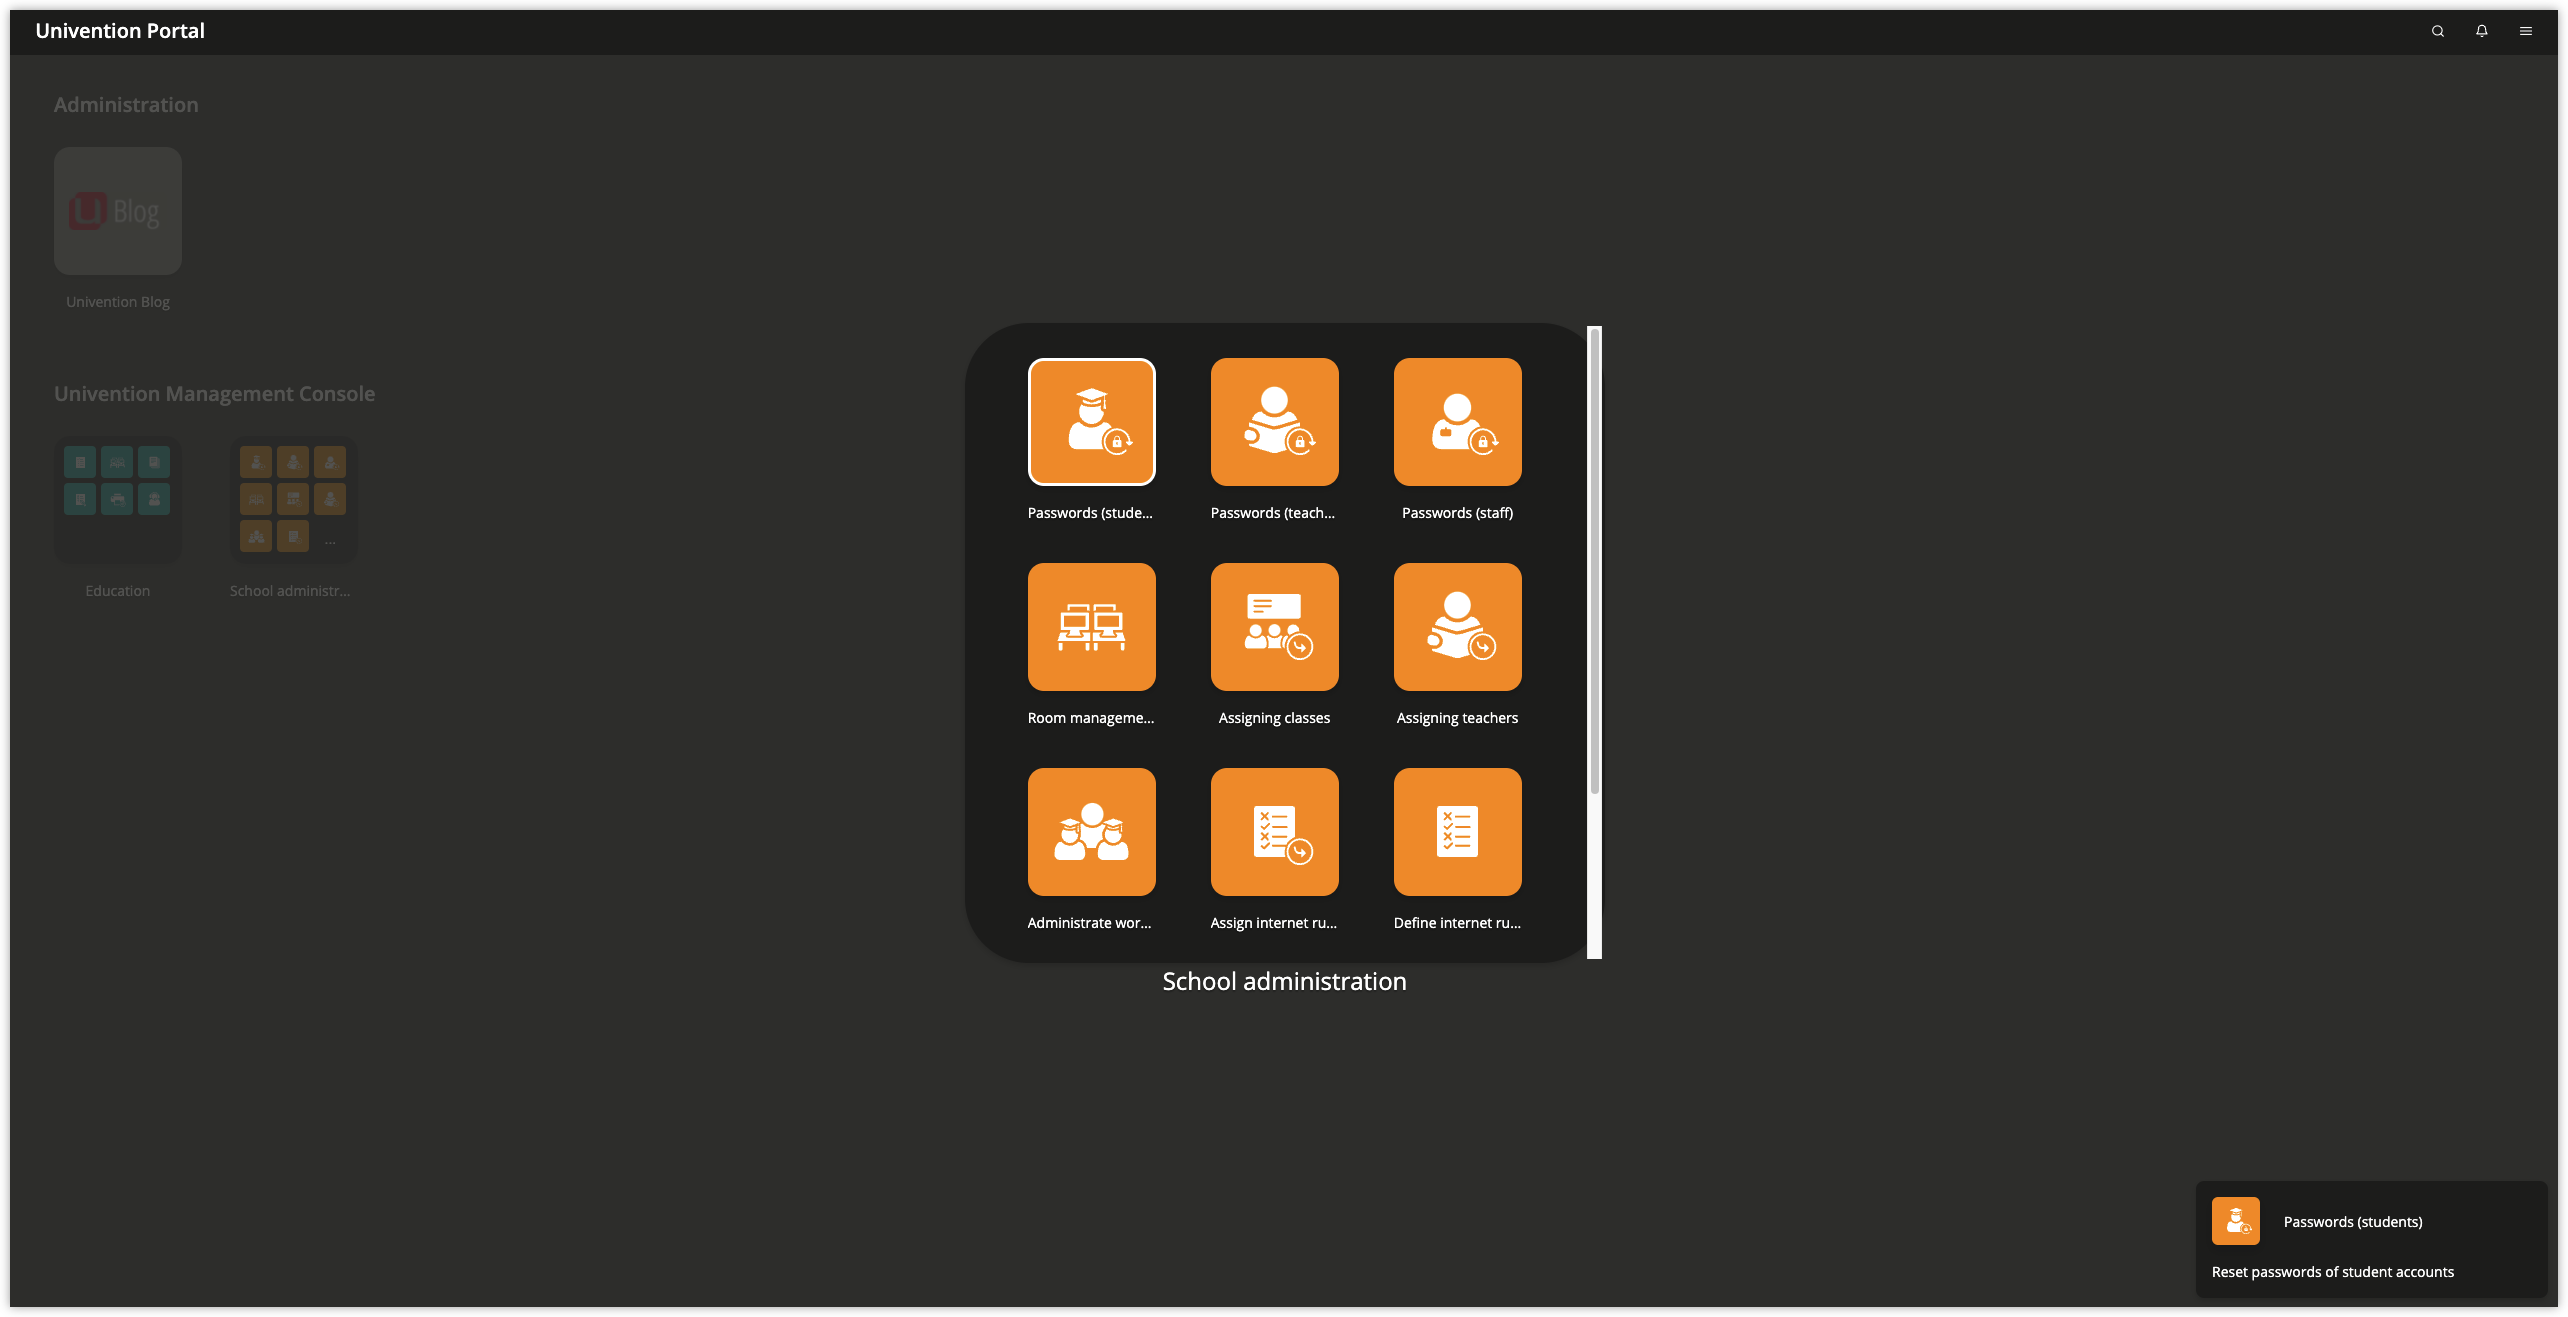 Univention Portal
Administration
Blog
Univention Blog
Univention Management Console
...
Education
School administr...
Passwords (stude...
Passwords (teach...
Passwords (staff)
Room manageme...
Assigning classes
Assigning teachers
Administrate wor...
Assign internet ru...
Define internet ru...
School administration
Passwords (students)
Reset passwords of student accounts